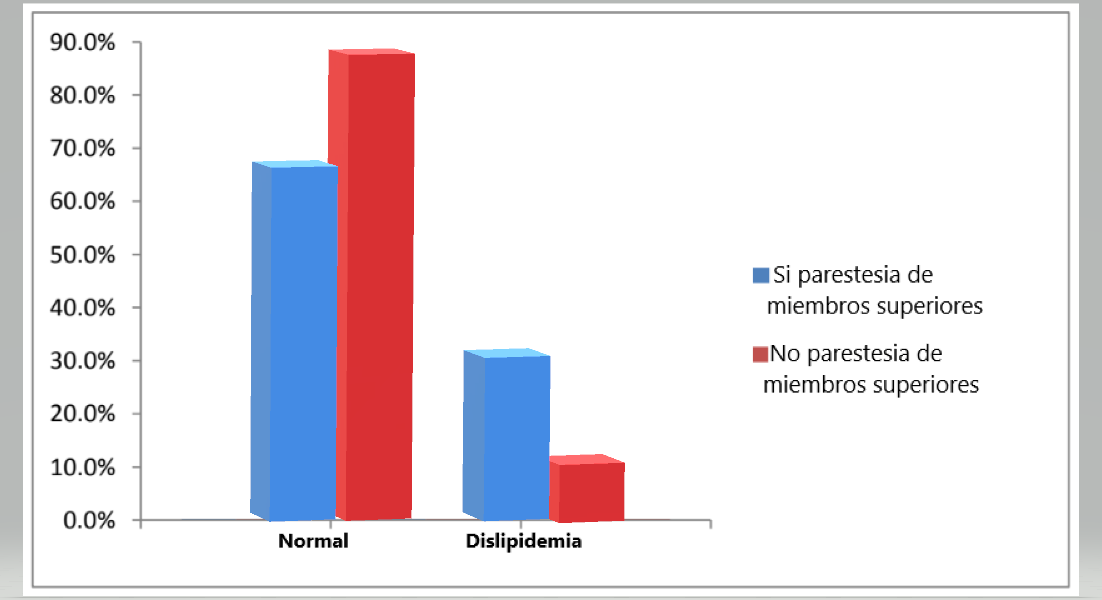 90.0%
80.0%
70.0%
60.0%
50.0%
40.0%
30.0%
20.0%
10.0%
0.0%
Normal Dislipidemia
Si parestesia de
miembros superiores
No parestesia de
miembros superiores